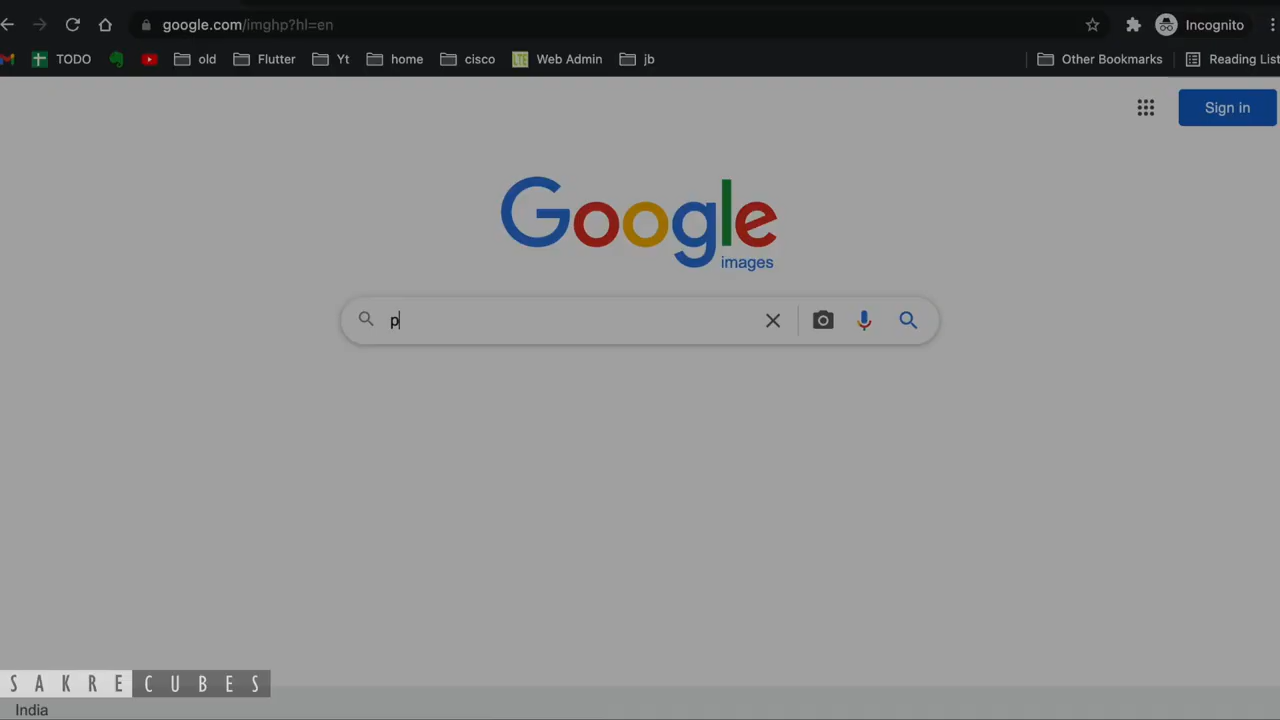 google.com/imghp?hl=en
Incognito
TODO
old
Flutter
Yt
home
cisco
LTE
Web Admin
jb
Other Bookmarks
Reading List
Sign in
Google
images
p
SAKRECUBES
India